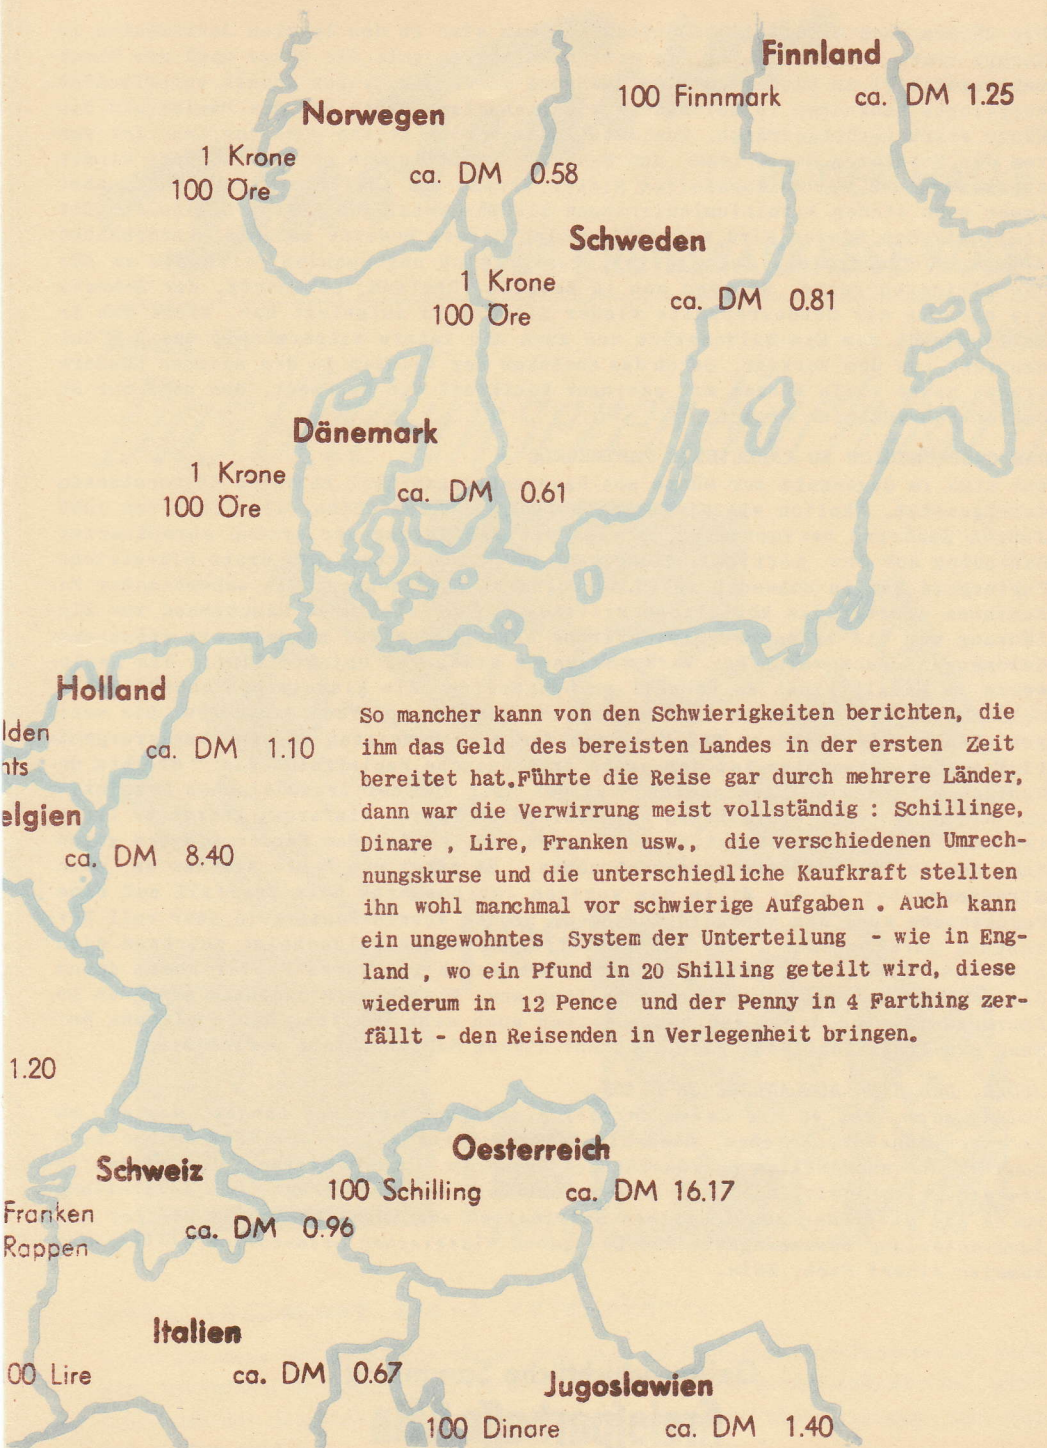 Finnland
100 Finnmark ca. DM 1.25
Norwegen
1 Krone
100 Öre
ca. DM 0.58
Schweden
1 Krone
100 Öre
ca. DM 0.81
Dänemark
1 Krone
100 Öre
ca. DM 0.61
Holland
lden
nts
ca. DM 1.10
elgien
ca. DM 8.40
So mancher kann von den Schwierigkeiten berichten, die
ihm das Geld des bereisten Landes in der ersten Zeit
bereitet hat.Führte die Reise gar durch mehrere Länder,
dann war die Verwirrung meist vollständig : Schillinge,
Dinare , Lire, Franken usw., die verschiedenen Umrech-
nungskurse und die unterschiedliche Kaufkraft stellten
ihn wohl manchmal vor schwierige Aufgaben . Auch kann
ein ungewohntes System der Unterteilung - wie in Eng-
land , wo ein Pfund in 20 Shilling geteilt wird, diese
wiederum in 12 Pence und der Penny in 4 Farthing zer-
fällt - den Reisenden in Verlegenheit bringen.
1.20
Schweiz
Franken
Rappen
ca. DM 0.96
Oesterreich
100 Schilling ca. DM 16.17
Italien
00 Lire ca. DM 0.67
Jugoslawien
100 Dinare ca. DM 1.40